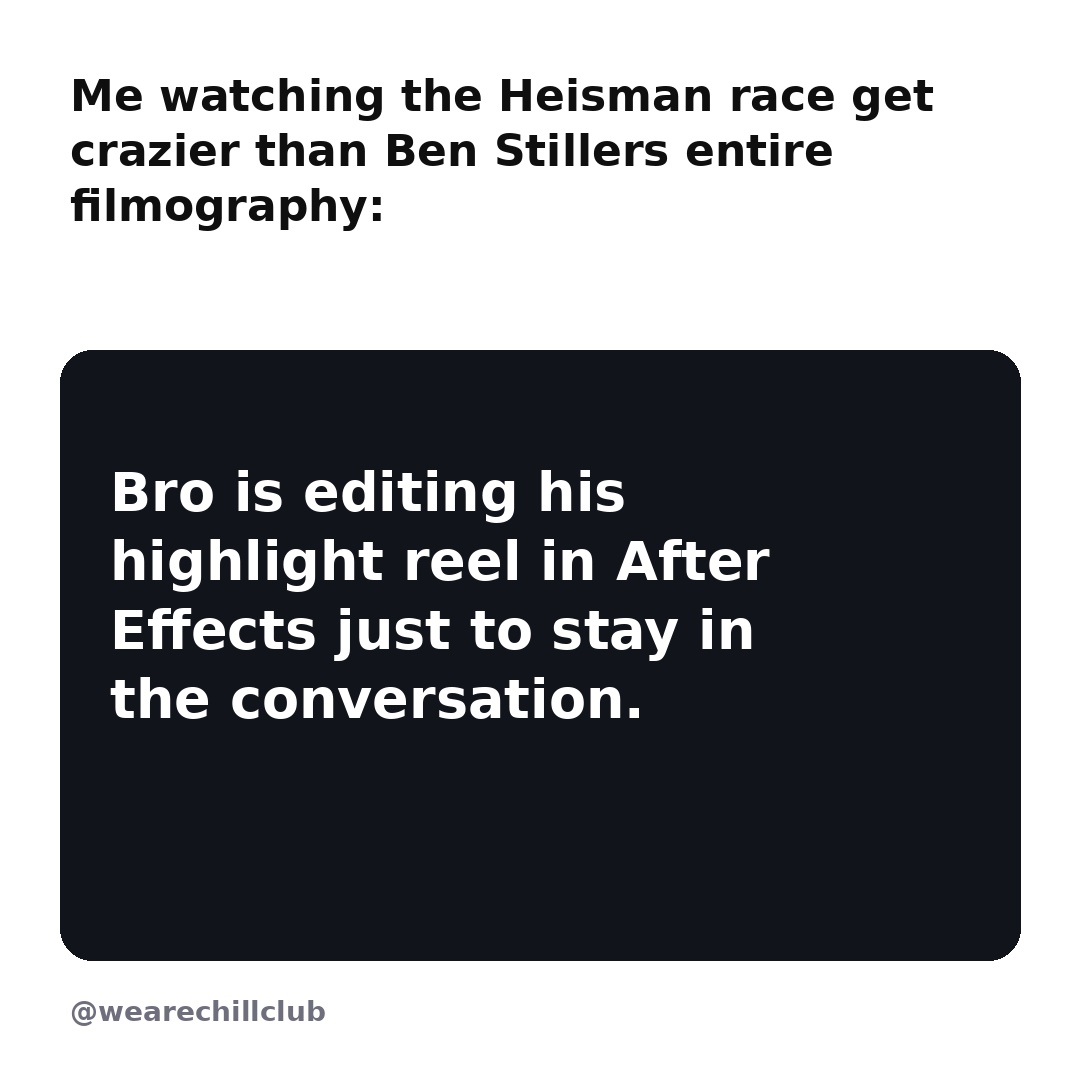 Me watching the Heisman race get
crazier than Ben Stillers entire
filmography:
Bro is editing his
highlight reel in After
Effects just to stay in
the conversation.
@wearechillclub